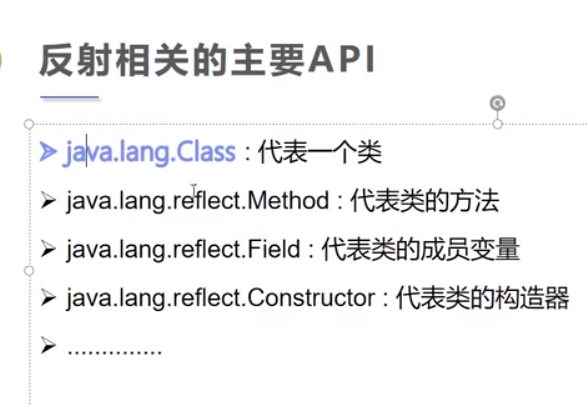 反射相关的主要API
➢ java.lang.Class : 代表一个类
➢ java.lang.reflect.Method : 代表类的方法
➢ java.lang.reflect.Field : 代表类的成员变量
➢ java.lang.reflect.Constructor : 代表类的构造器
➢ ..............